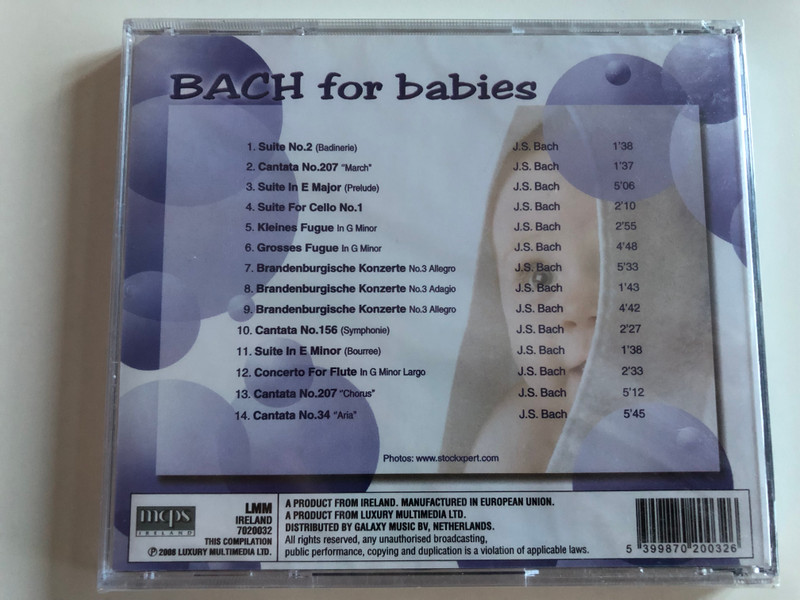 BACH for babies
1. Suite No.2 (Badinerie) J.S. Bach 1'38
2. Cantata No.207 "March" J.S. Bach 1'37
3. Suite In E Major (Prelude) J.S. Bach 5'06
4. Suite For Cello No.1 J.S. Bach 2'10
5. Kleines Fugue In G Minor J.S. Bach 2'55
6. Grosses Fugue In G Minor J.S. Bach 4'48
7. Brandenburgische Konzerte No.3 Allegro J.S. Bach 5'33
8. Brandenburgische Konzerte No.3 Adagio J.S. Bach 1'43
9. Brandenburgische Konzerte No.3 Allegro J.S. Bach 4'42
10. Cantata No.156 (Symphonie) J.S. Bach 2'27
11. Suite In E Minor (Bourree) J.S. Bach 1'38
12. Concerto For Flute In G Minor Largo J.S. Bach 2'33
13. Cantata No.207 "Chorus" J.S. Bach 5'12
14. Cantata No.34 "Aria" J.S. Bach 5'45
Photos: www.stockxpert.com
mcps
IRELAND
LMM
IRELAND
7020032
THIS COMPILATION
℗ 2006 LUXURY MULTIMEDIA LTD.
A PRODUCT FROM IRELAND. MANUFACTURED IN EUROPEAN UNION.
A PRODUCT FROM LUXURY MULTIMEDIA LTD.
DISTRIBUTED BY GALAXY MUSIC BV, NETHERLANDS.
All rights reserved, any unauthorised broadcasting,
public performance, copying and duplication is a violation of applicable laws.
5 399870 200326